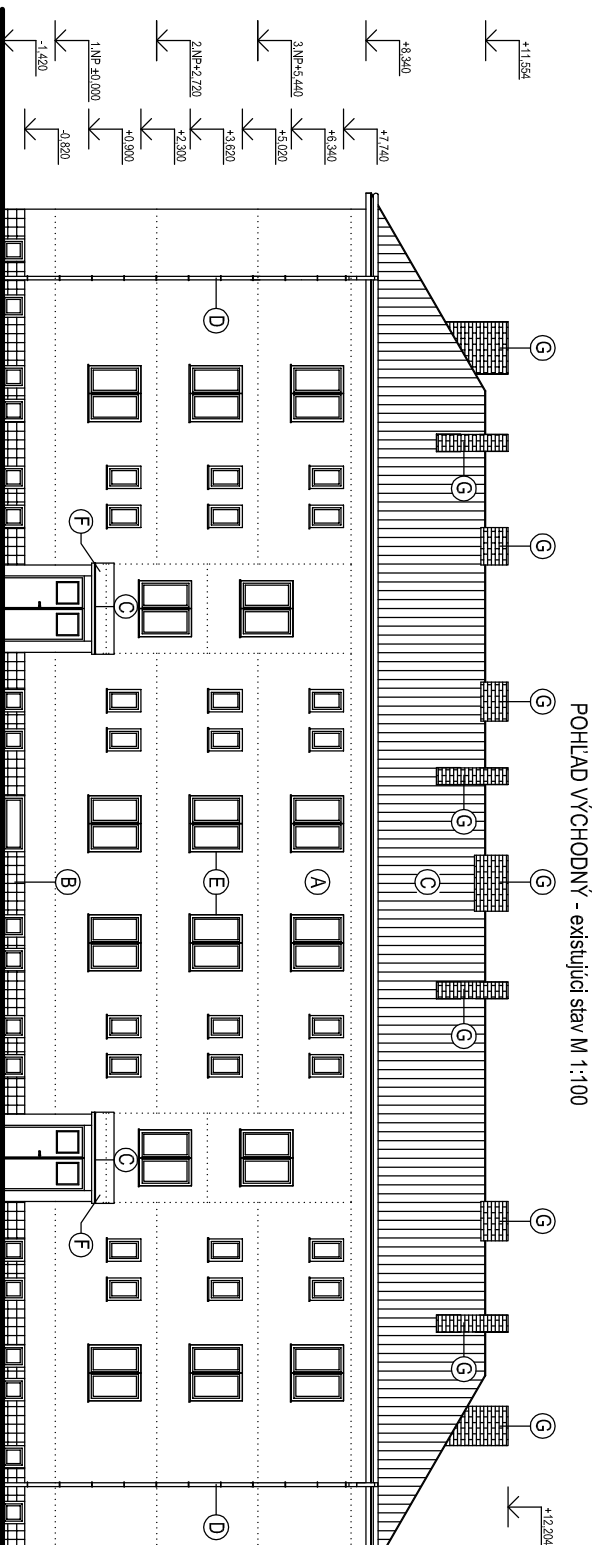 POHĽAD VÝCHODNÝ - existujúci stav M 1:100
+12,204
+11,554
+8,340
3.NP+5,440
2.NP+2,720
1.NP ±0,000
-1,420
+7,740
+6,340
+5,020
+3,620
+2,300
+0,900
-0,820
G
G
G
G
G
G
G
G
G
G
G
C
A
E
B
D
D
F
C
C
F